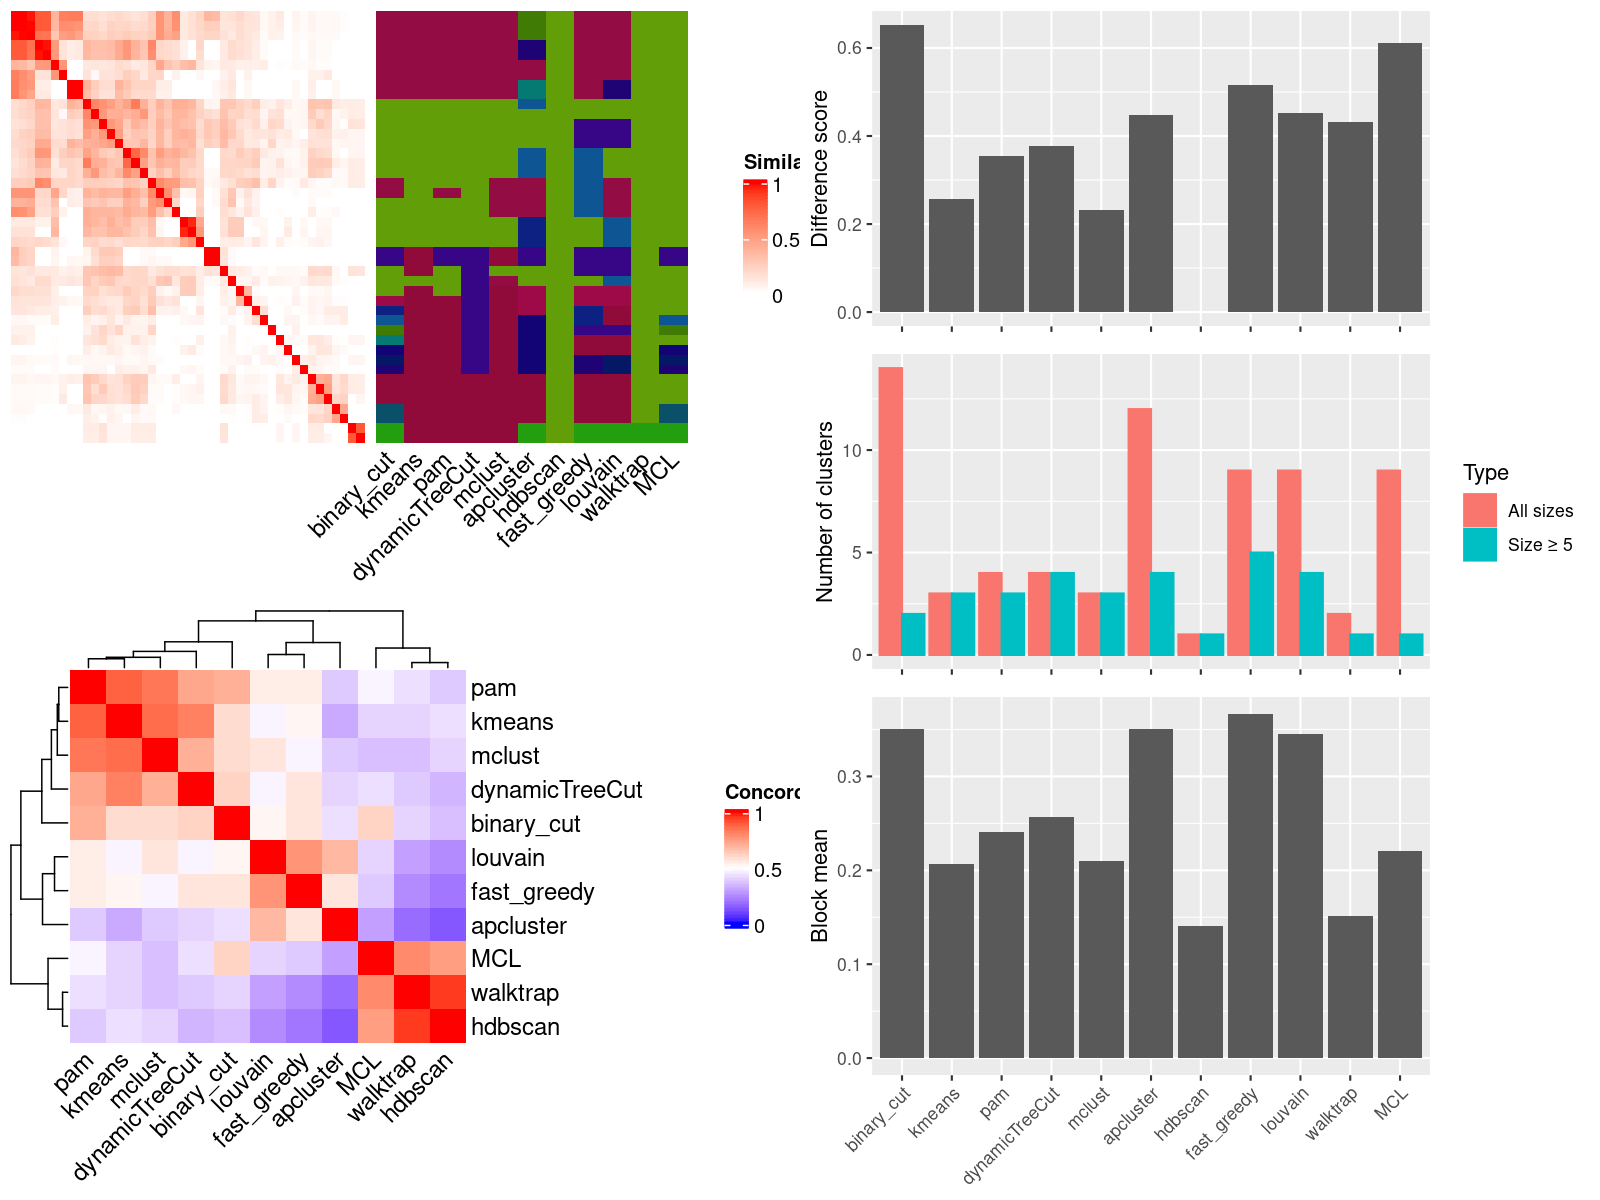 Simila
1
0.5
0
binary_cut
kmeans
pam
dynamicTreeCut
mclust
apcluster
hdbscan
fast_greedy
louvain
walktrap
MCL
pam
kmeans
mclust
dynamicTreeCut
binary_cut
louvain
fast_greedy
apcluster
MCL
walktrap
hdbscan
pam
kmeans
mclust
dynamicTreeCut
binary_cut
louvain
fast_greedy
apcluster
MCL
walktrap
hdbscan
Concord
1
0.5
0
Difference score
0.6
0.4
0.2
0.0
Number of clusters
10
5
0
Type
All sizes
Size ≥ 5
Block mean
0.3
0.2
0.1
0.0
binary_cut
kmeans
pam
dynamicTreeCut
mclust
apcluster
hdbscan
fast_greedy
louvain
walktrap
MCL